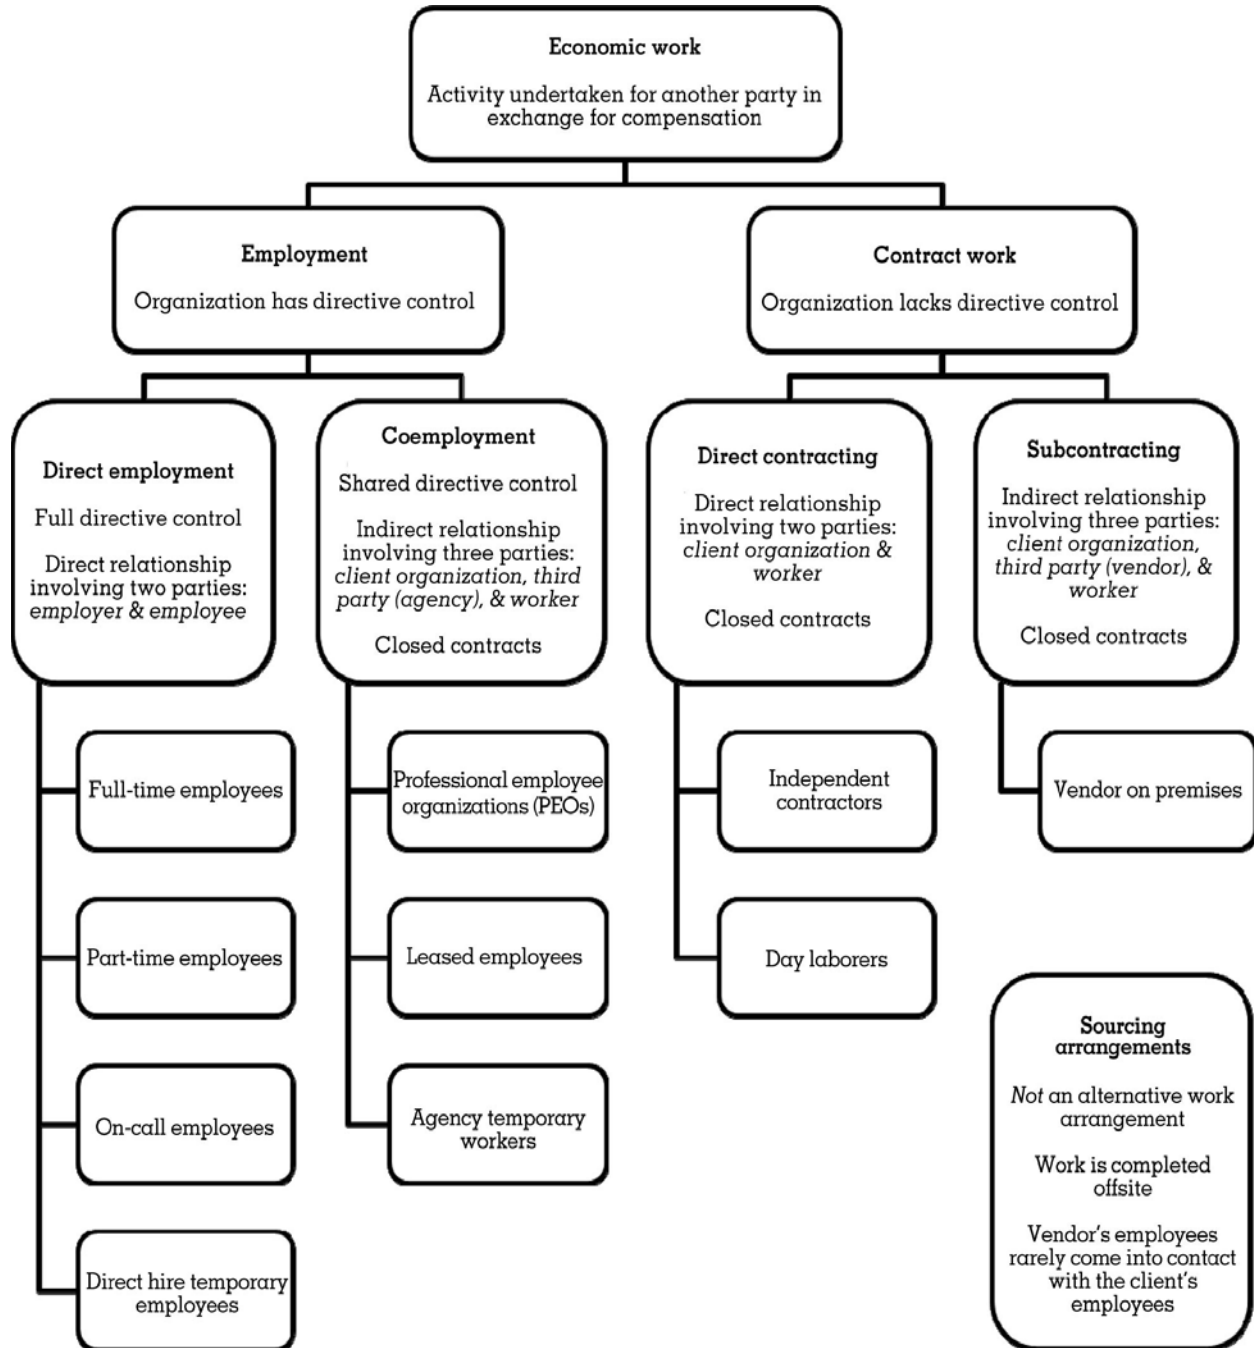 Economic work
Activity undertaken for another party in
exchange for compensation
Employment
Organization has directive control
Contract work
Organization lacks directive control
Direct employment
Full directive control
Direct relationship
involving two parties:
employer & employee
Coemployment
Shared directive control
Indirect relationship
involving three parties:
client organization, third
party (agency), & worker
Closed contracts
Direct contracting
Direct relationship
involving two parties:
client organization &
worker
Closed contracts
Subcontracting
Indirect relationship
involving three parties:
client organization,
third party (vendor), &
worker
Closed contracts
Full-time employees
Part-time employees
On-call employees
Direct hire temporary
employees
Professional employee
organizations (PEOs)
Leased employees
Agency temporary
workers
Independent
contractors
Day laborers
Vendor on premises
Sourcing
arrangements
Not an alternative work
arrangement
Work is completed
offsite
Vendor's employees
rarely come into contact
with the client's
employees